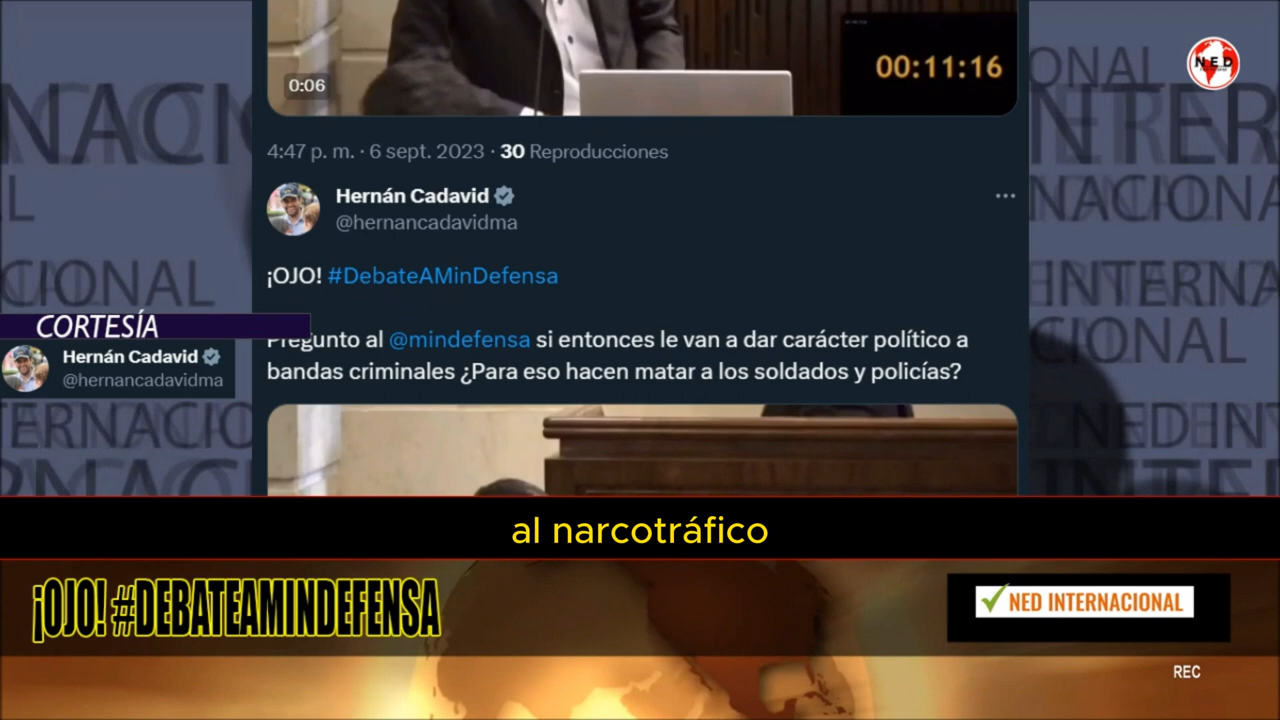 0:06
00:11:16
NED
4:47 p. m. · 6 sept. 2023 · 30 Reproducciones
Hernán Cadavid
@hernancadavidma
¡OJO! #DebateAMinDefensa
CORTESÍA
Pregunto al @mindefensa si entonces le van a dar carácter político a
bandas criminales ¿Para eso hacen matar a los soldados y policías?
Hernán Cadavid
@hernancadavidma
al narcotráfico
¡OJO! #DEBATEAMINDEFENSA
NED INTERNACIONAL
REC